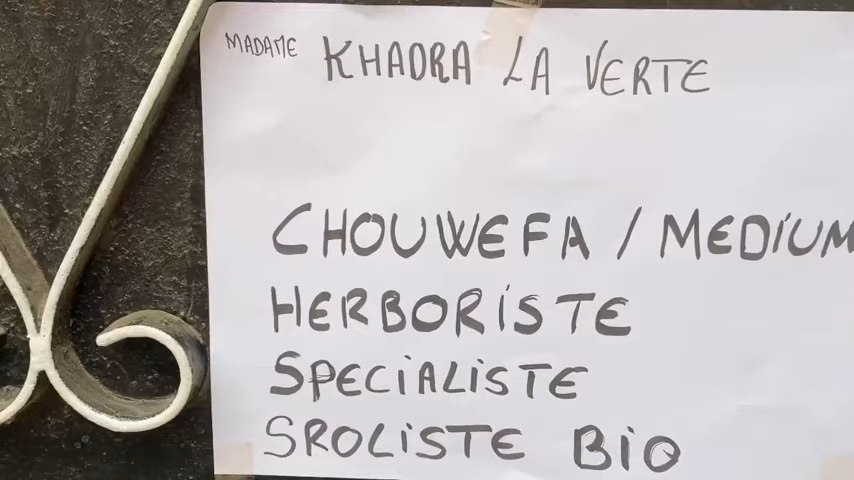 MADAME KHADRA LA VERTE
CHOUWEFA / MEDIUM
HERBORISTE
SPECIALISTE
SROLISTE BIO